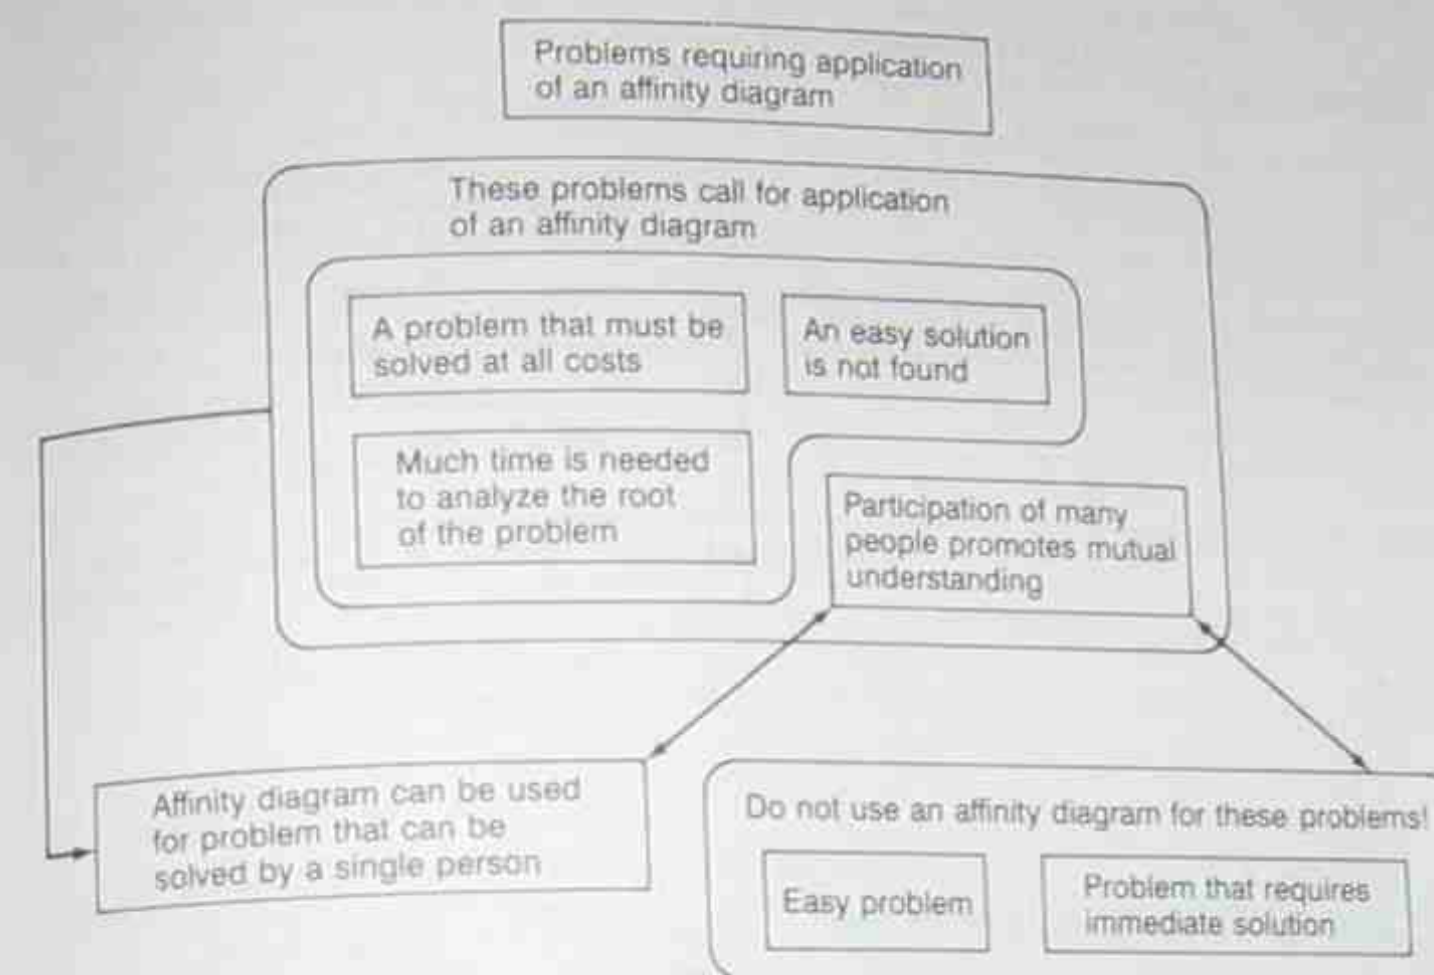 Problems requiring application
of an affinity diagram
These problems call for application
of an affinity diagram
A problem that must be
solved at all costs
An easy solution
is not found
Much time is needed
to analyze the root
of the problem
Participation of many
people promotes mutual
understanding
Affinity diagram can be used
for problem that can be
solved by a single person
Do not use an affinity diagram for these problems!
Easy problem
Problem that requires
immediate solution